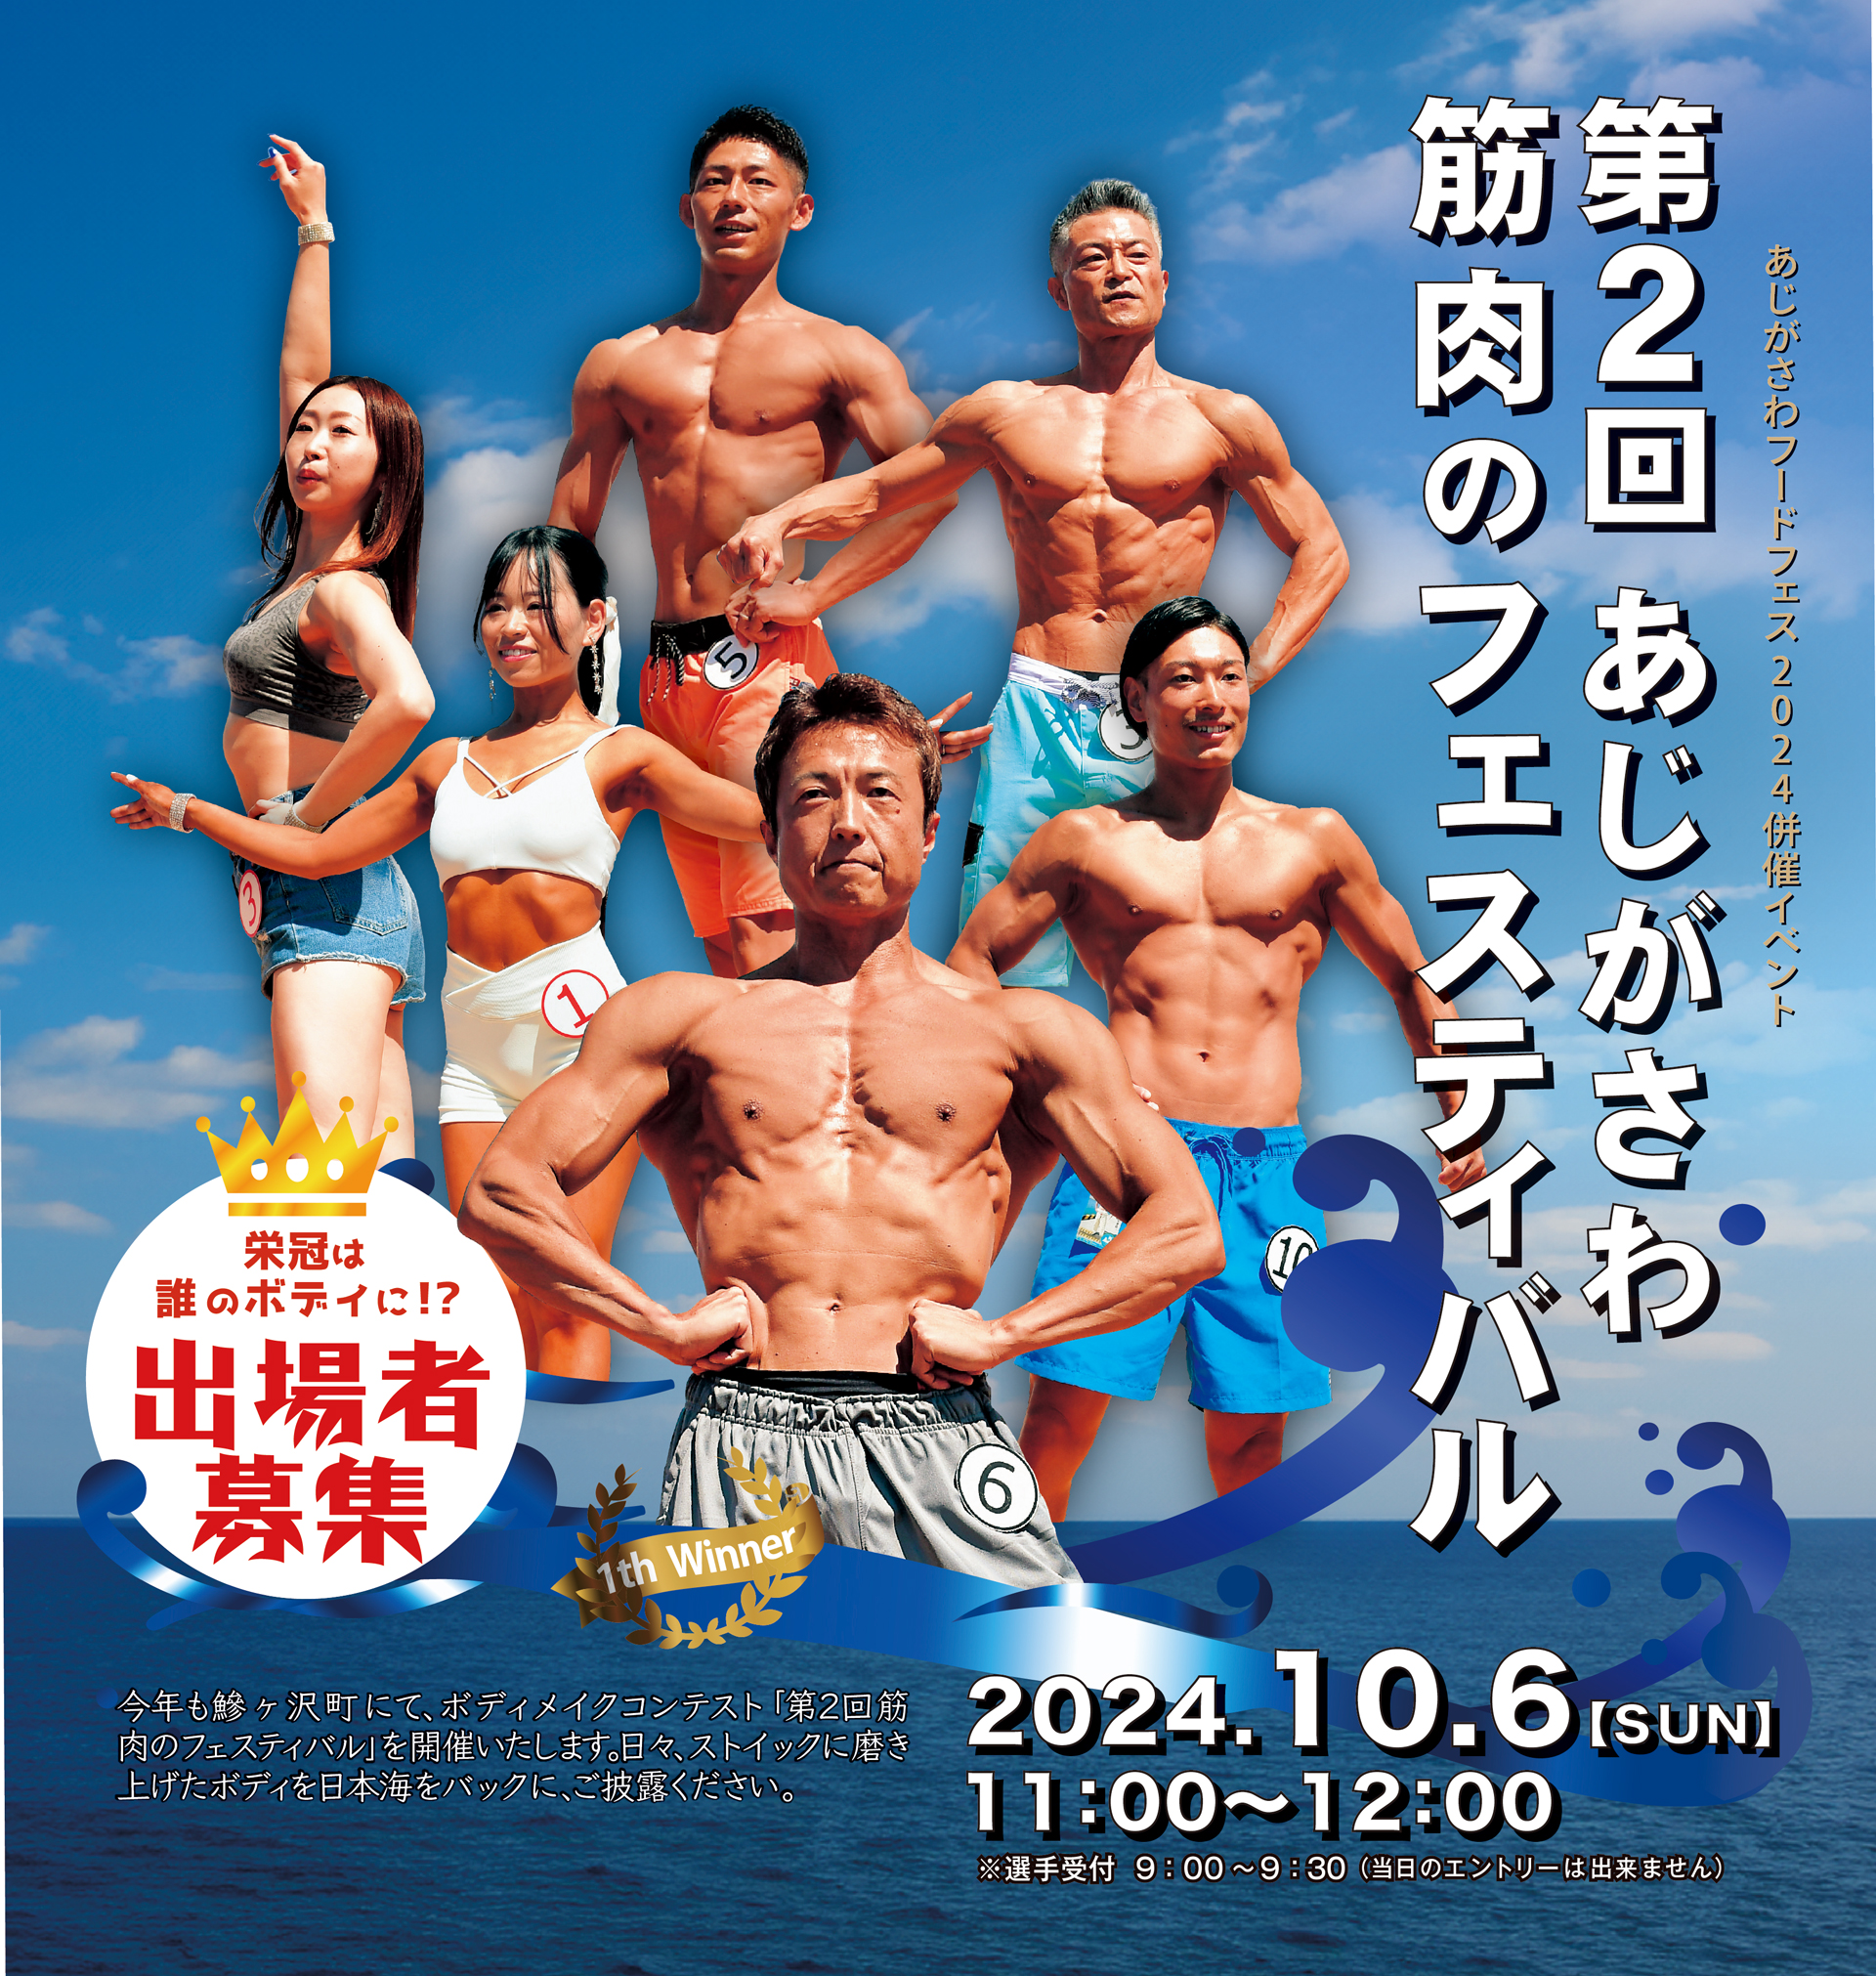 あじがさわフードフェス2024併催イベント
第2回 あじがさわ
筋肉のフェスティバル
5
3
3
1
10
6
栄冠は
誰のボディに!?
出場者
募集
1th Winner
今年も鰺ヶ沢町にて、ボディメイクコンテスト「第2回筋
肉のフェスティバル」を開催いたします。日々、ストイックに磨き
上げたボディを日本海をバックに、ご披露ください。
2024.10.6【SUN】
11:00～12:00
※選手受付 9：00～9：30（当日のエントリーは出来ません）